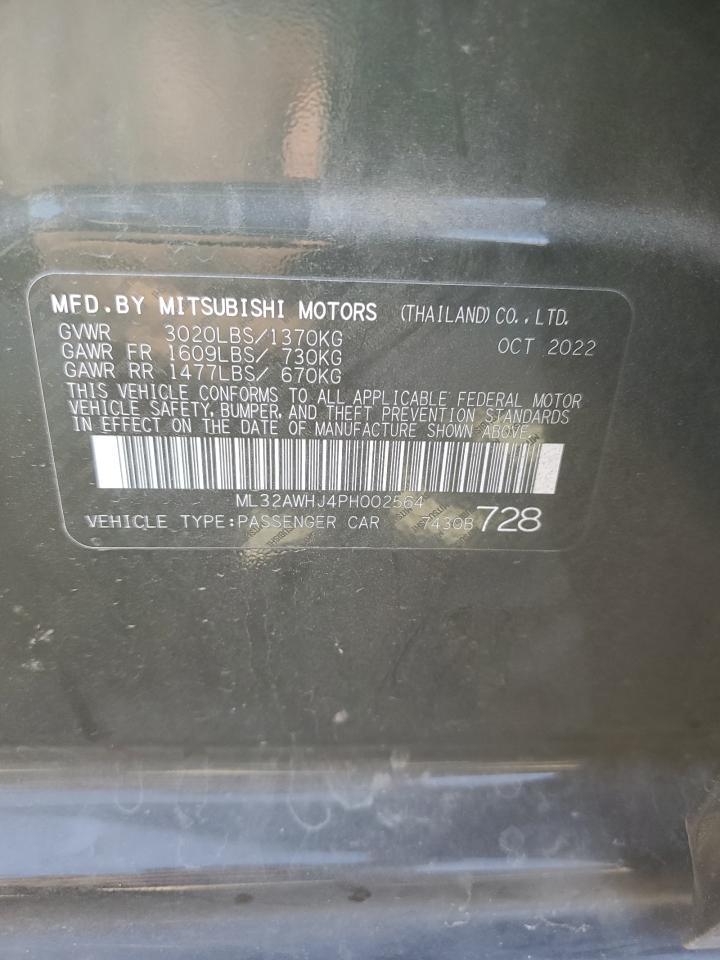 MFD.BY MITSUBISHI MOTORS (THAILAND) CO.,LTD.
GVWR 3020LBS/1370KG OCT 2022
GAWR FR 1609LBS/ 730KG
GAWR RR 1477LBS/ 670KG
THIS VEHICLE CONFORMS TO ALL APPLICABLE FEDERAL MOTOR
VEHICLE SAFETY, BUMPER, AND THEFT PREVENTION STANDARDS
IN EFFECT ON THE DATE OF MANUFACTURE SHOWN ABOVE.
ML32AWHJ4PH002564
VEHICLE TYPE:PASSENGER CAR 7430B 728